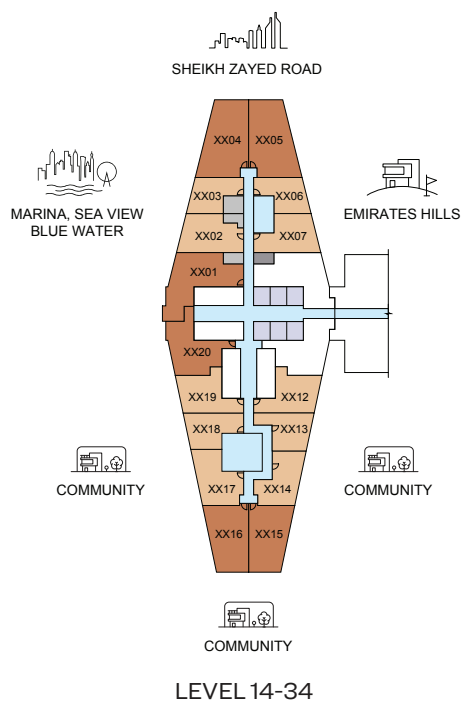 SHEIKH ZAYED ROAD
XX04
XX05
MARINA, SEA VIEW
BLUE WATER
EMIRATES HILLS
XX03
XX06
XX02
XX07
XX01
XX20
XX19
XX12
XX18
XX13
XX17
XX14
COMMUNITY
COMMUNITY
XX16
XX15
COMMUNITY
LEVEL 14-34